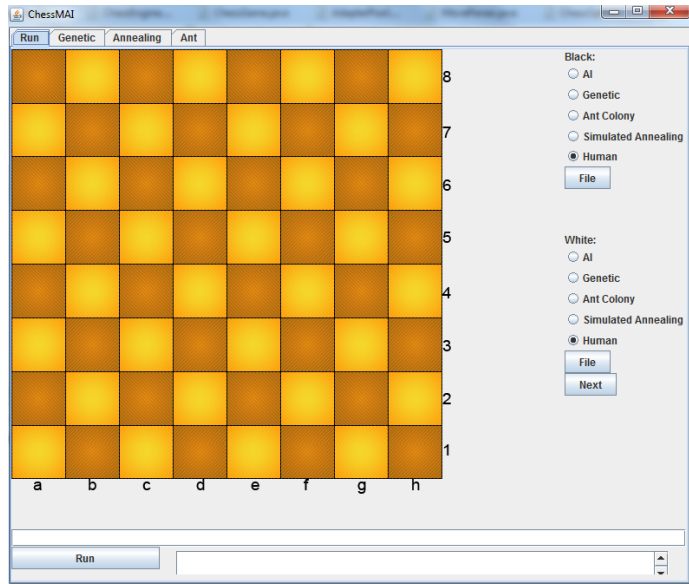 ChessMAI
Run Genetic Annealing Ant
Black:
AI
Genetic
Ant Colony
Simulated Annealing
Human
File
White:
AI
Genetic
Ant Colony
Simulated Annealing
Human
File
Next
8
7
6
5
4
3
2
1
a b c d e f g h
Run